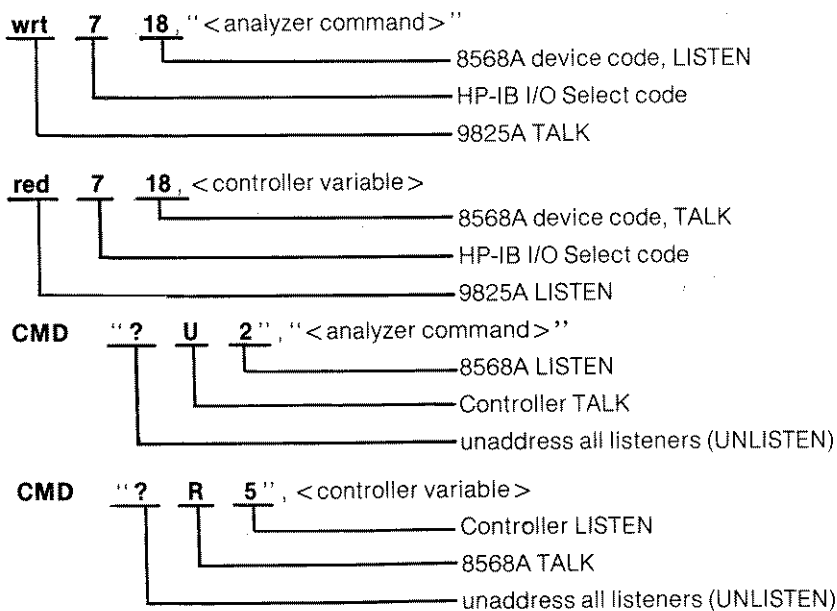 wrt 7 18, "<analyzer command>"
8568A device code, LISTEN
HP-IB I/O Select code
9825A TALK
red 7 18, <controller variable>
8568A device code, TALK
HP-IB I/O Select code
9825A LISTEN
CMD "? U 2", "<analyzer command>"
8568A LISTEN
Controller TALK
unaddress all listeners (UNLISTEN)
CMD "? R 5", <controller variable>
Controller LISTEN
8568A TALK
unaddress all listeners (UNLISTEN)